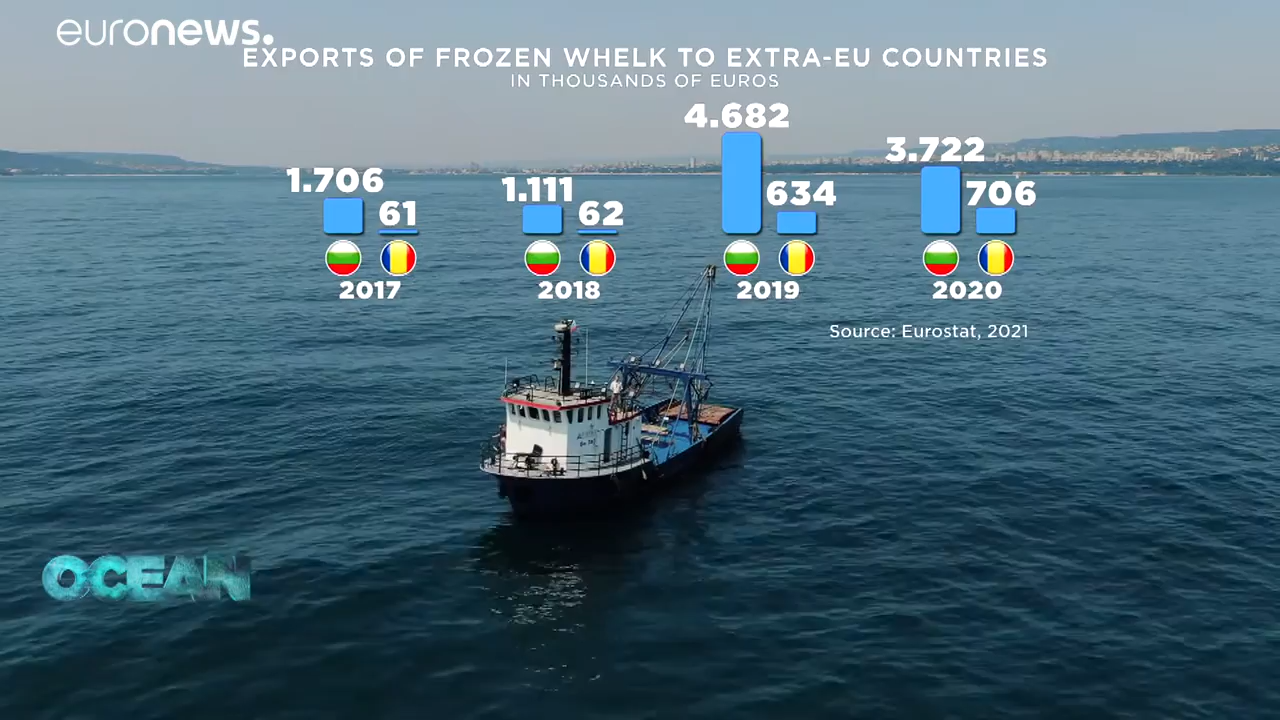 euronews.
EXPORTS OF FROZEN WHELK TO EXTRA-EU COUNTRIES
IN THOUSANDS OF EUROS
1.706 61 1.111 62 4.682 634 3.722 706
2017 2018 2019 2020
Source: Eurostat, 2021
OCEAN